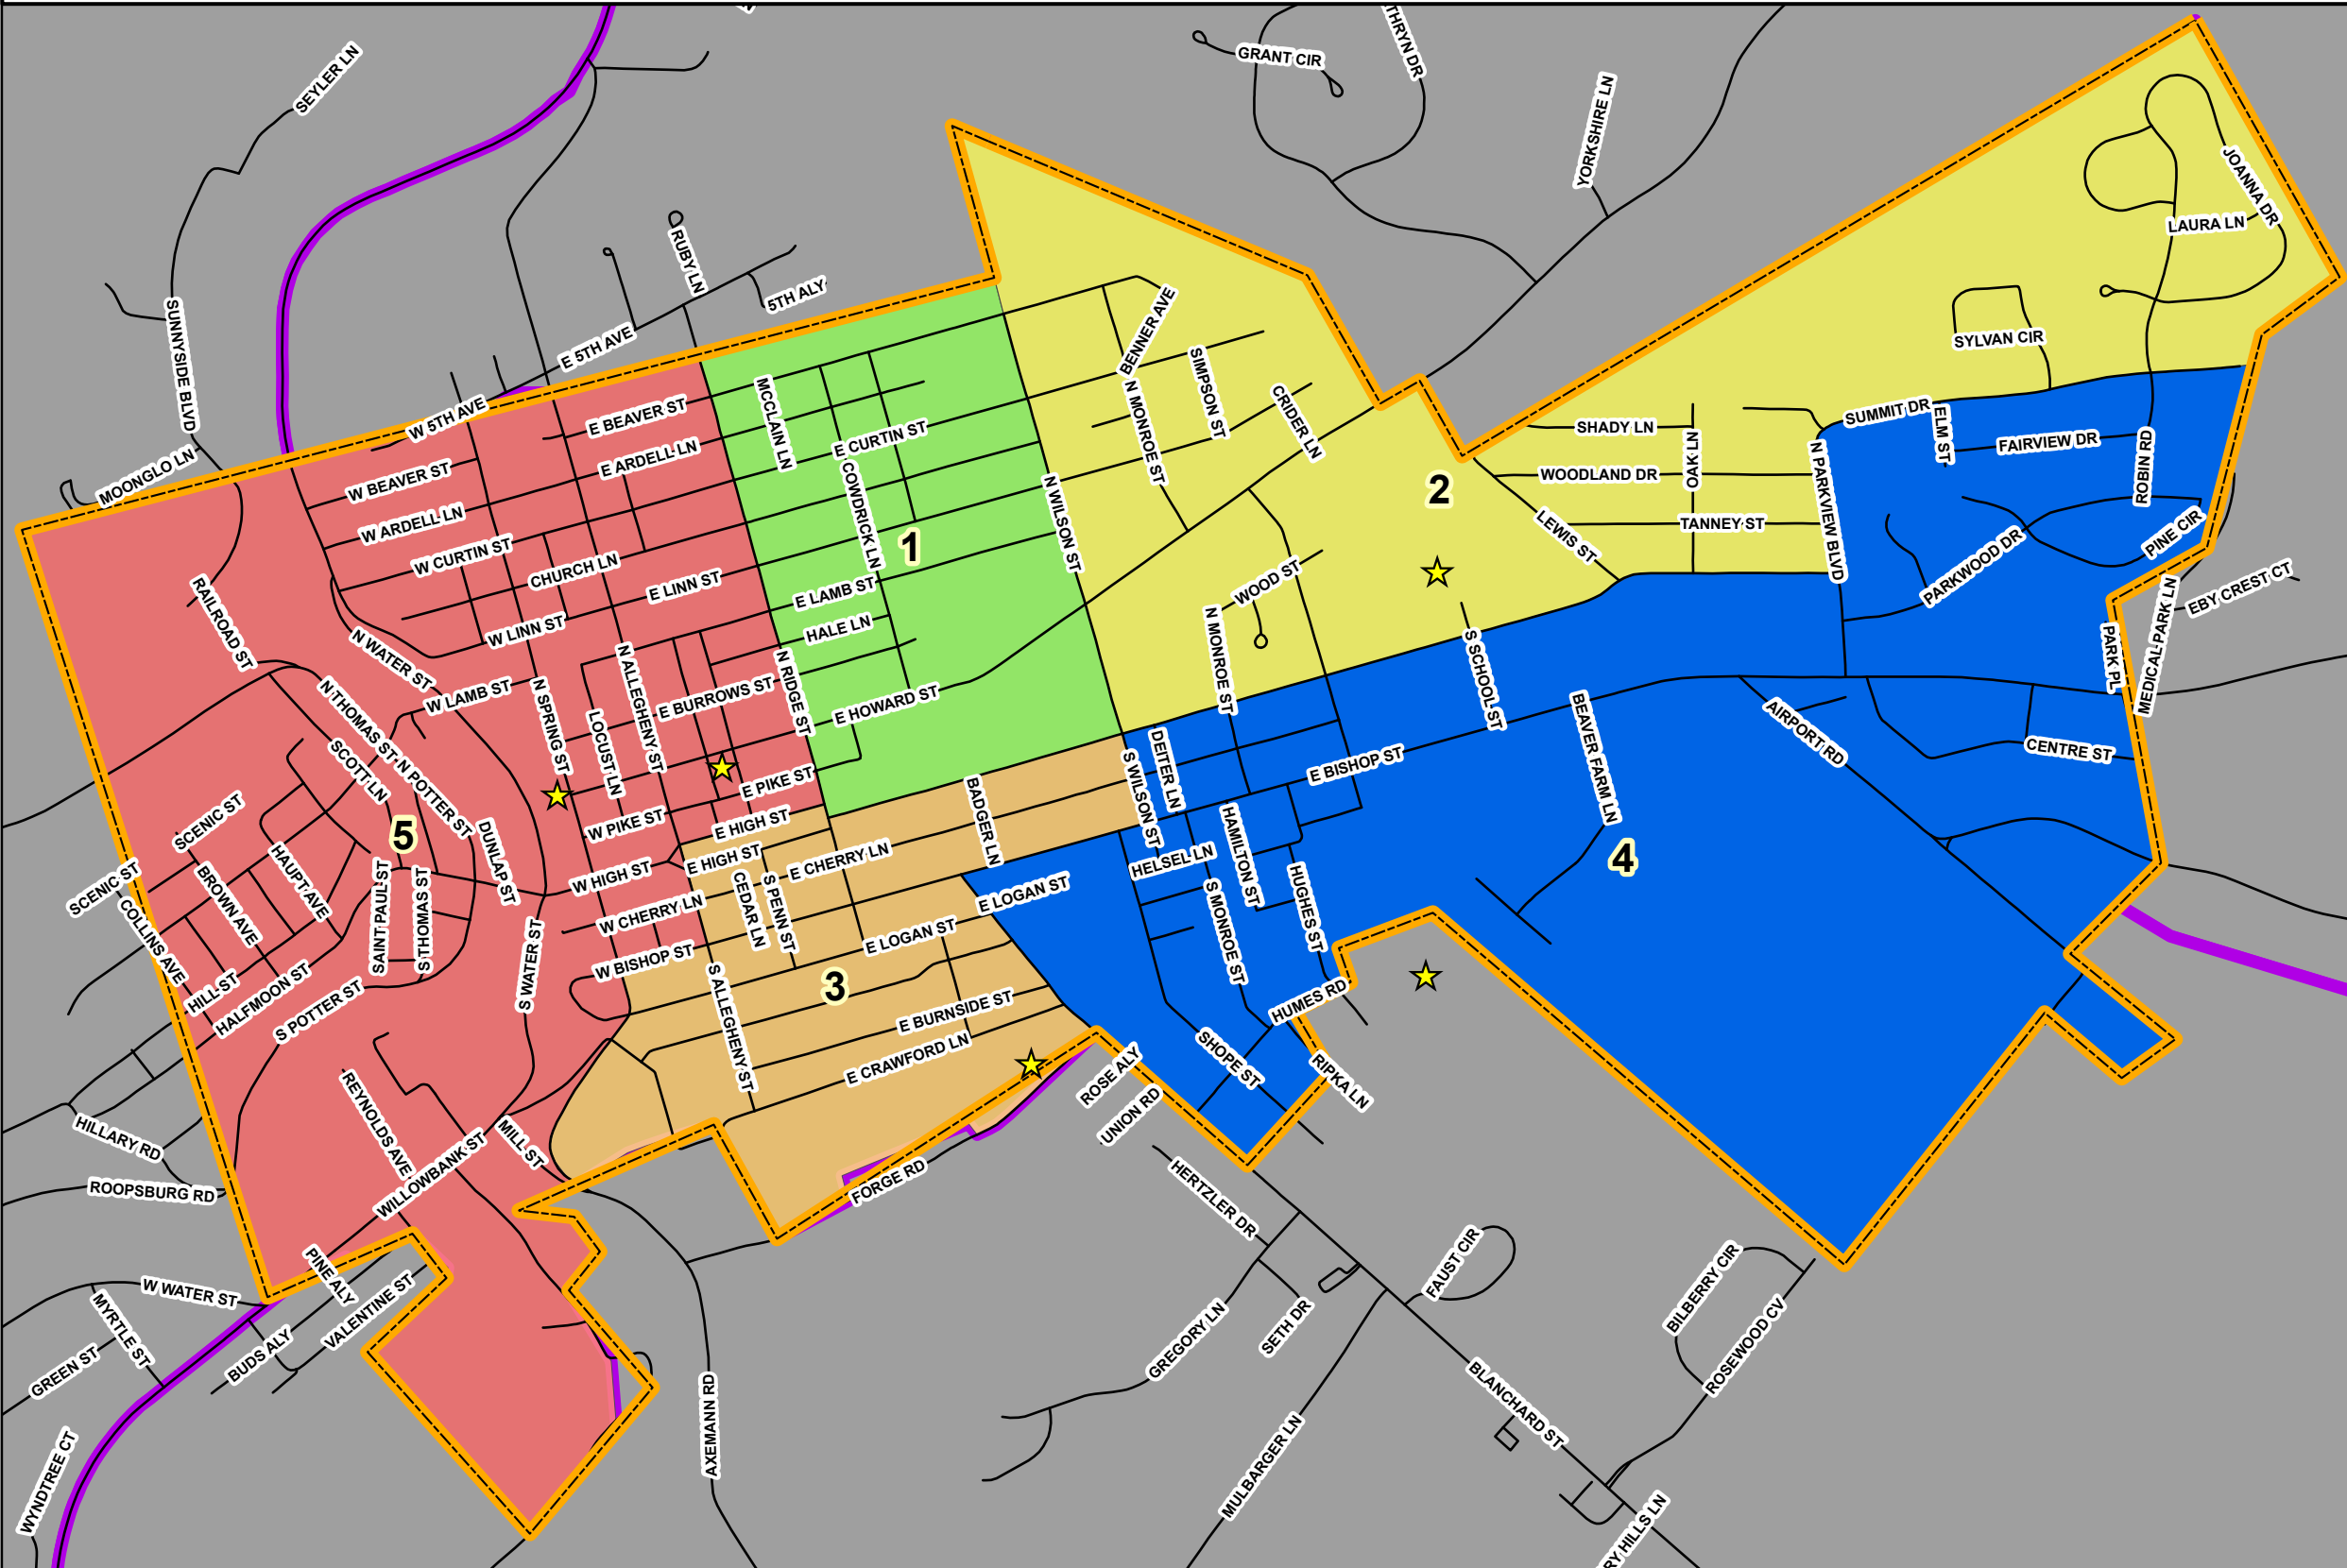 SEYLER LN
GRANT CIR
THRYN DR
YORKSHIRE LN
JOANNA DR
LAURA LN
RUBY LN
5TH ALY
SUNNYSIDE BLVD
E 5TH AVE
BENNER AVE
SYLVAN CIR
SIMPSON ST
W 5TH AVE
E BEAVER ST
MCCLAIN LN
N MONROE ST
CRIDER LN
SHADY LN
SUMMIT DR
ELM ST
FAIRVIEW DR
MOONGLO LN
W BEAVER ST
E ARDELL LN
E CURTIN ST
OAK LN
WOODLAND DR
N PARKVIEW BLVD
ROBIN RD
2
W ARDELL LN
COWDRICK LN
1
N WILSON ST
LEWIS ST
TANNEY ST
PINE CIR
W CURTIN ST
CHURCH LN
E LINN ST
E LAMB ST
WOOD ST
PARKWOOD DR
EBY CREST CT
RAILROAD ST
W LINN ST
HALE LN
N MONROE ST
PARK PL
MEDICAL PARK LN
N WATER ST
N ALLEGHENY ST
N RIDGE ST
S SCHOOL ST
W LAMB ST
E BURROWS ST
E HOWARD ST
N THOMAS ST
N SPRING ST
LOCUST LN
AIRPORT RD
BEAVER FARM LN
CENTRE ST
SCOTT LN
N POTTER ST
E PIKE ST
DEITER LN
E BISHOP ST
SCENIC ST
5
W PIKE ST
E HIGH ST
BADGER LN
S WILSON ST
HAMILTON ST
4
DUNLAP ST
HELSEL LN
E HIGH ST
E CHERRY LN
SCENIC ST
HAUPT AVE
W HIGH ST
BROWN AVE
SAINT PAUL ST
S THOMAS ST
W CHERRY LN
CEDAR LN
S PENN ST
E LOGAN ST
E LOGAN ST
S MONROE ST
HUGHES ST
COLLINS AVE
S WATER ST
W BISHOP ST
3
HILL ST
HALFMOON ST
S POTTER ST
S ALLEGHENY ST
E BURNSIDE ST
HUMES RD
E CRAWFORD LN
SHOPE ST
ROSE ALY
RIPKA LN
UNION RD
REYNOLDS AVE
HILLARY RD
MILL ST
WILLOWBANK ST
ROOPSBURG RD
FORGE RD
HERTZLER DR
FAUST CIR
BILBERRY CIR
PINE ALY
W WATER ST
VALENTINE ST
MYRTLE ST
BUDS ALY
GREEN ST
GREGORY LN
SETH DR
ROSEWOOD CV
AXEMANN RD
BLANCHARD ST
MULBARGER LN
WYNDTREE CT
RY HILLS LN